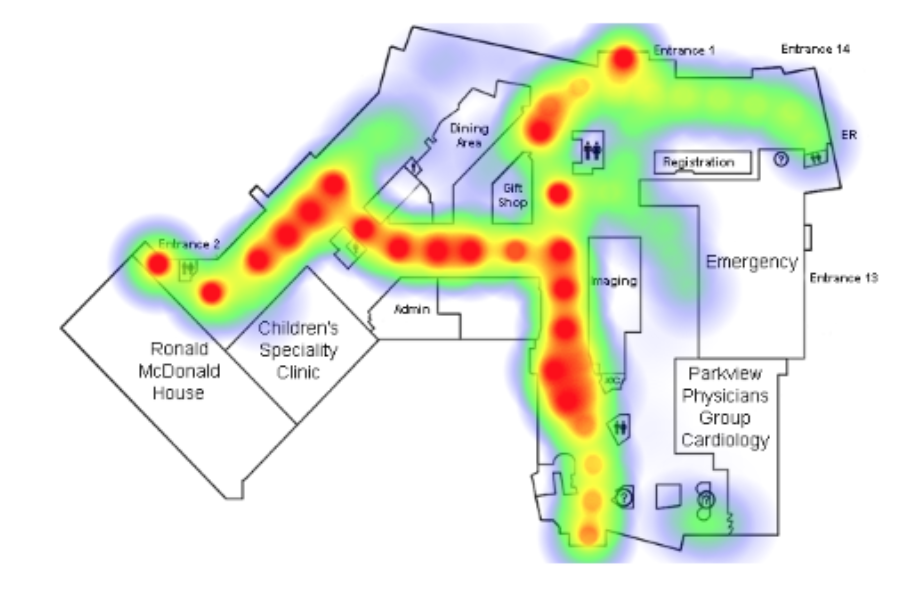 Entrance 1
Entrance 14
Dining
Area
ER
Registration
Gift
Shop
Entrance 2
Emergency
Imaging
Entrance 13
Admin
Children's
Speciality
Clinic
Ronald
McDonald
House
Parkview
Physicians
Group
Cardiology
?
?
?